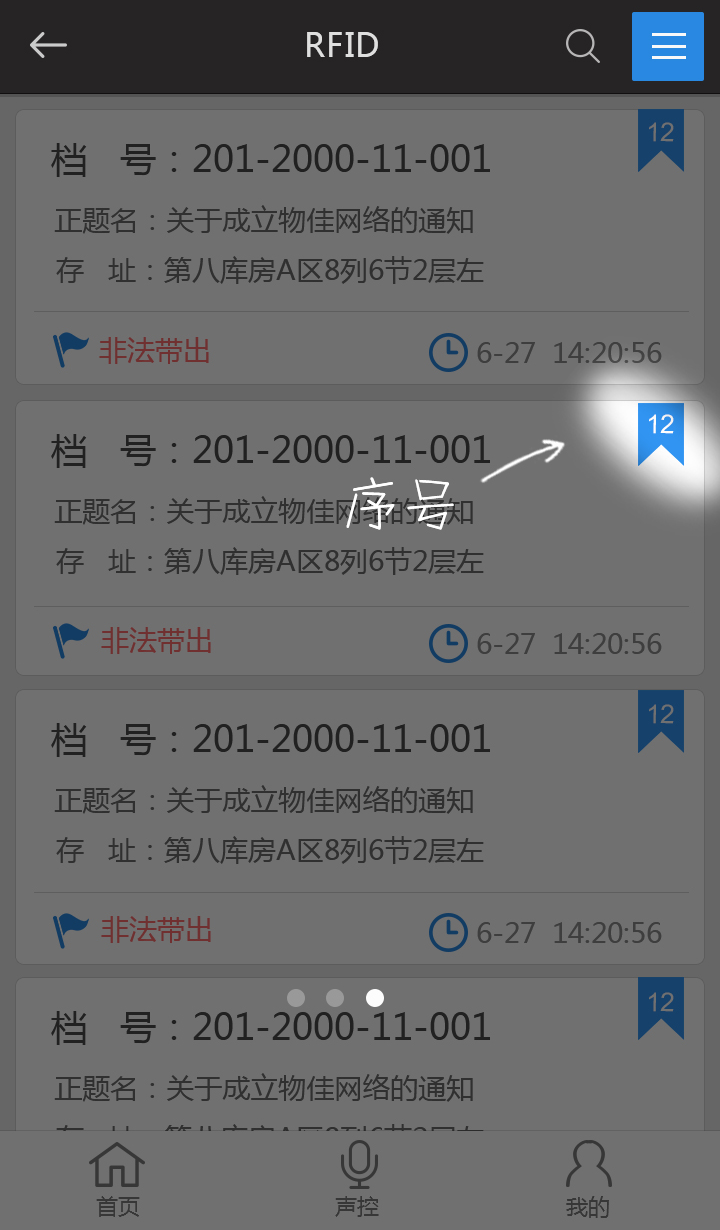 RFID
12
档 号：201-2000-11-001
正题名：关于成立物佳网络的通知
存 址：第八库房A区8列6节2层左
非法带出 6-27 14:20:56
12
档 号：201-2000-11-001
序号
正题名：关于成立物佳网络的通知
存 址：第八库房A区8列6节2层左
非法带出 6-27 14:20:56
12
档 号：201-2000-11-001
正题名：关于成立物佳网络的通知
存 址：第八库房A区8列6节2层左
非法带出 6-27 14:20:56
12
档 号：201-2000-11-001
正题名：关于成立物佳网络的通知
首页 声控 我的